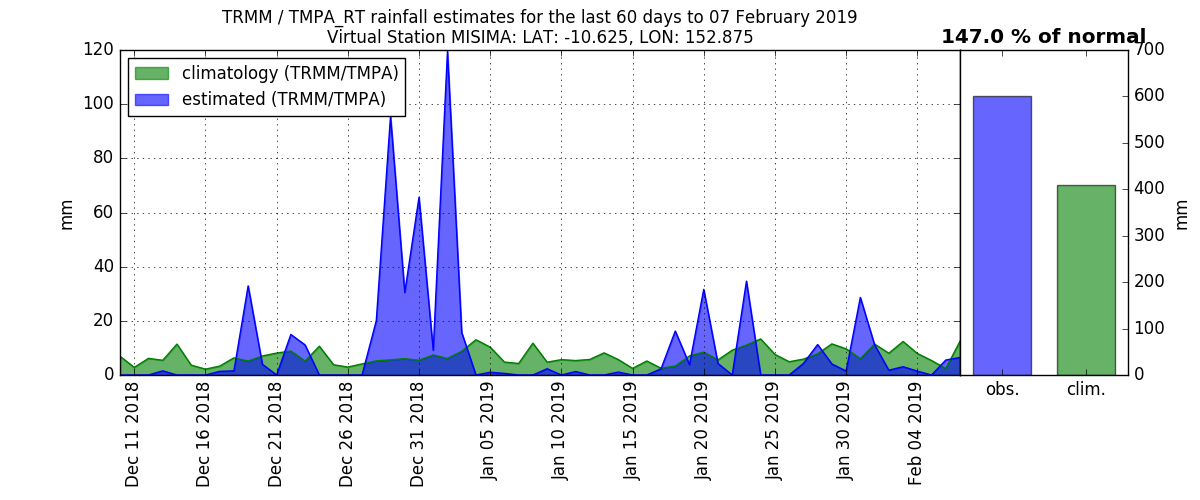 TRMM / TMPA_RT rainfall estimates for the last 60 days to 07 February 2019
Virtual Station MISIMA: LAT: -10.625, LON: 152.875
147.0 % of normal
climatology (TRMM/TMPA)
estimated (TRMM/TMPA)
mm
120
100
80
60
40
20
0
Dec 11 2018
Dec 16 2018
Dec 21 2018
Dec 26 2018
Dec 31 2018
Jan 05 2019
Jan 10 2019
Jan 15 2019
Jan 20 2019
Jan 25 2019
Jan 30 2019
Feb 04 2019
700
600
500
400
300
200
100
0
mm
obs.
clim.